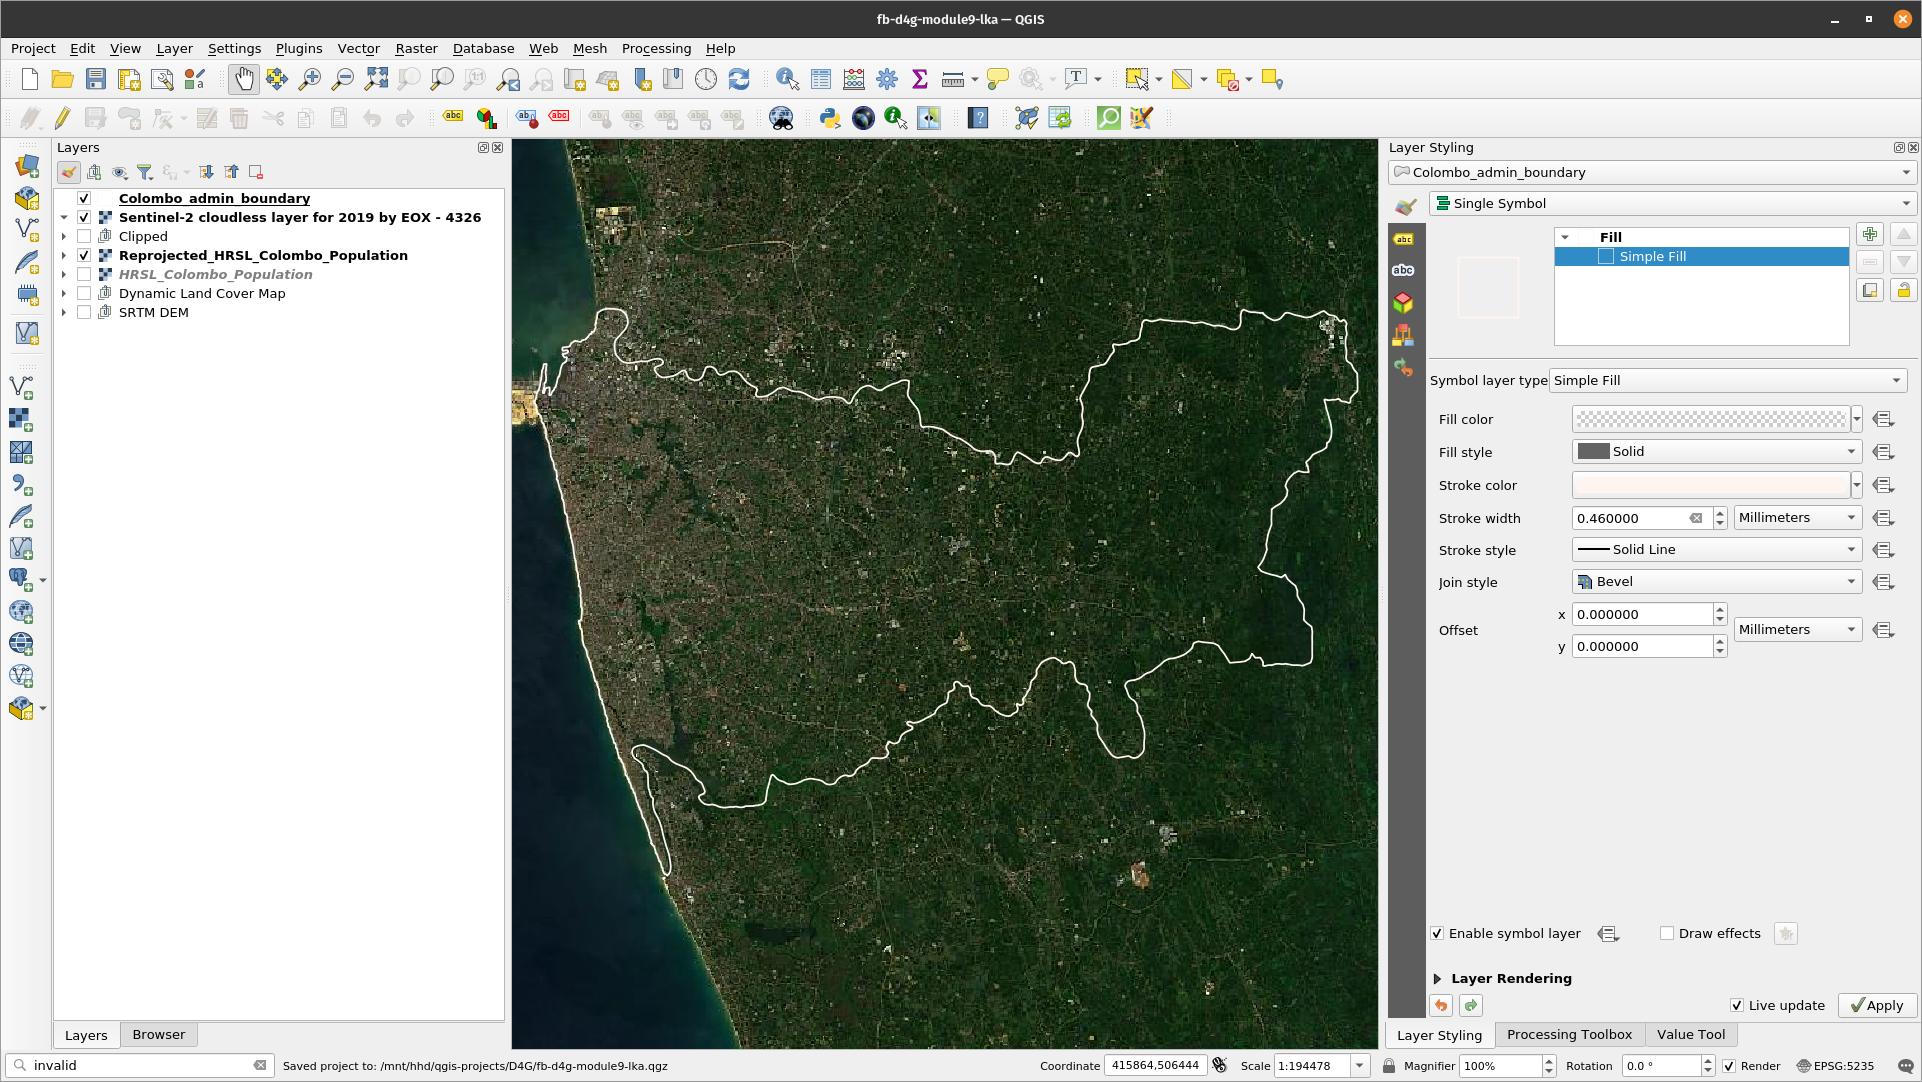 fb-d4g-module9-lka — QGIS
Project Edit View Layer Settings Plugins Vector Raster Database Web Mesh Processing Help
Layers
Colombo_admin_boundary
Sentinel-2 cloudless layer for 2019 by EOX - 4326
Clipped
Reprojected_HRSL_Colombo_Population
HRSL_Colombo_Population
Dynamic Land Cover Map
SRTM DEM
Layers Browser
Layer Styling
Colombo_admin_boundary
Single Symbol
Fill
Simple Fill
Symbol layer type Simple Fill
Fill color
Fill style Solid
Stroke color
Stroke width 0.460000 Millimeters
Stroke style Solid Line
Join style Bevel
x 0.000000
Offset Millimeters
y 0.000000
Enable symbol layer Draw effects
Layer Rendering
Live update Apply
Layer Styling Processing Toolbox Value Tool
invalid Saved project to: /mnt/hhd/qgis-projects/D4G/fb-d4g-module9-lka.qgz Coordinate 415864,506444 Scale 1:194478 Magnifier 100% Rotation 0.0 ° Render EPSG:5235